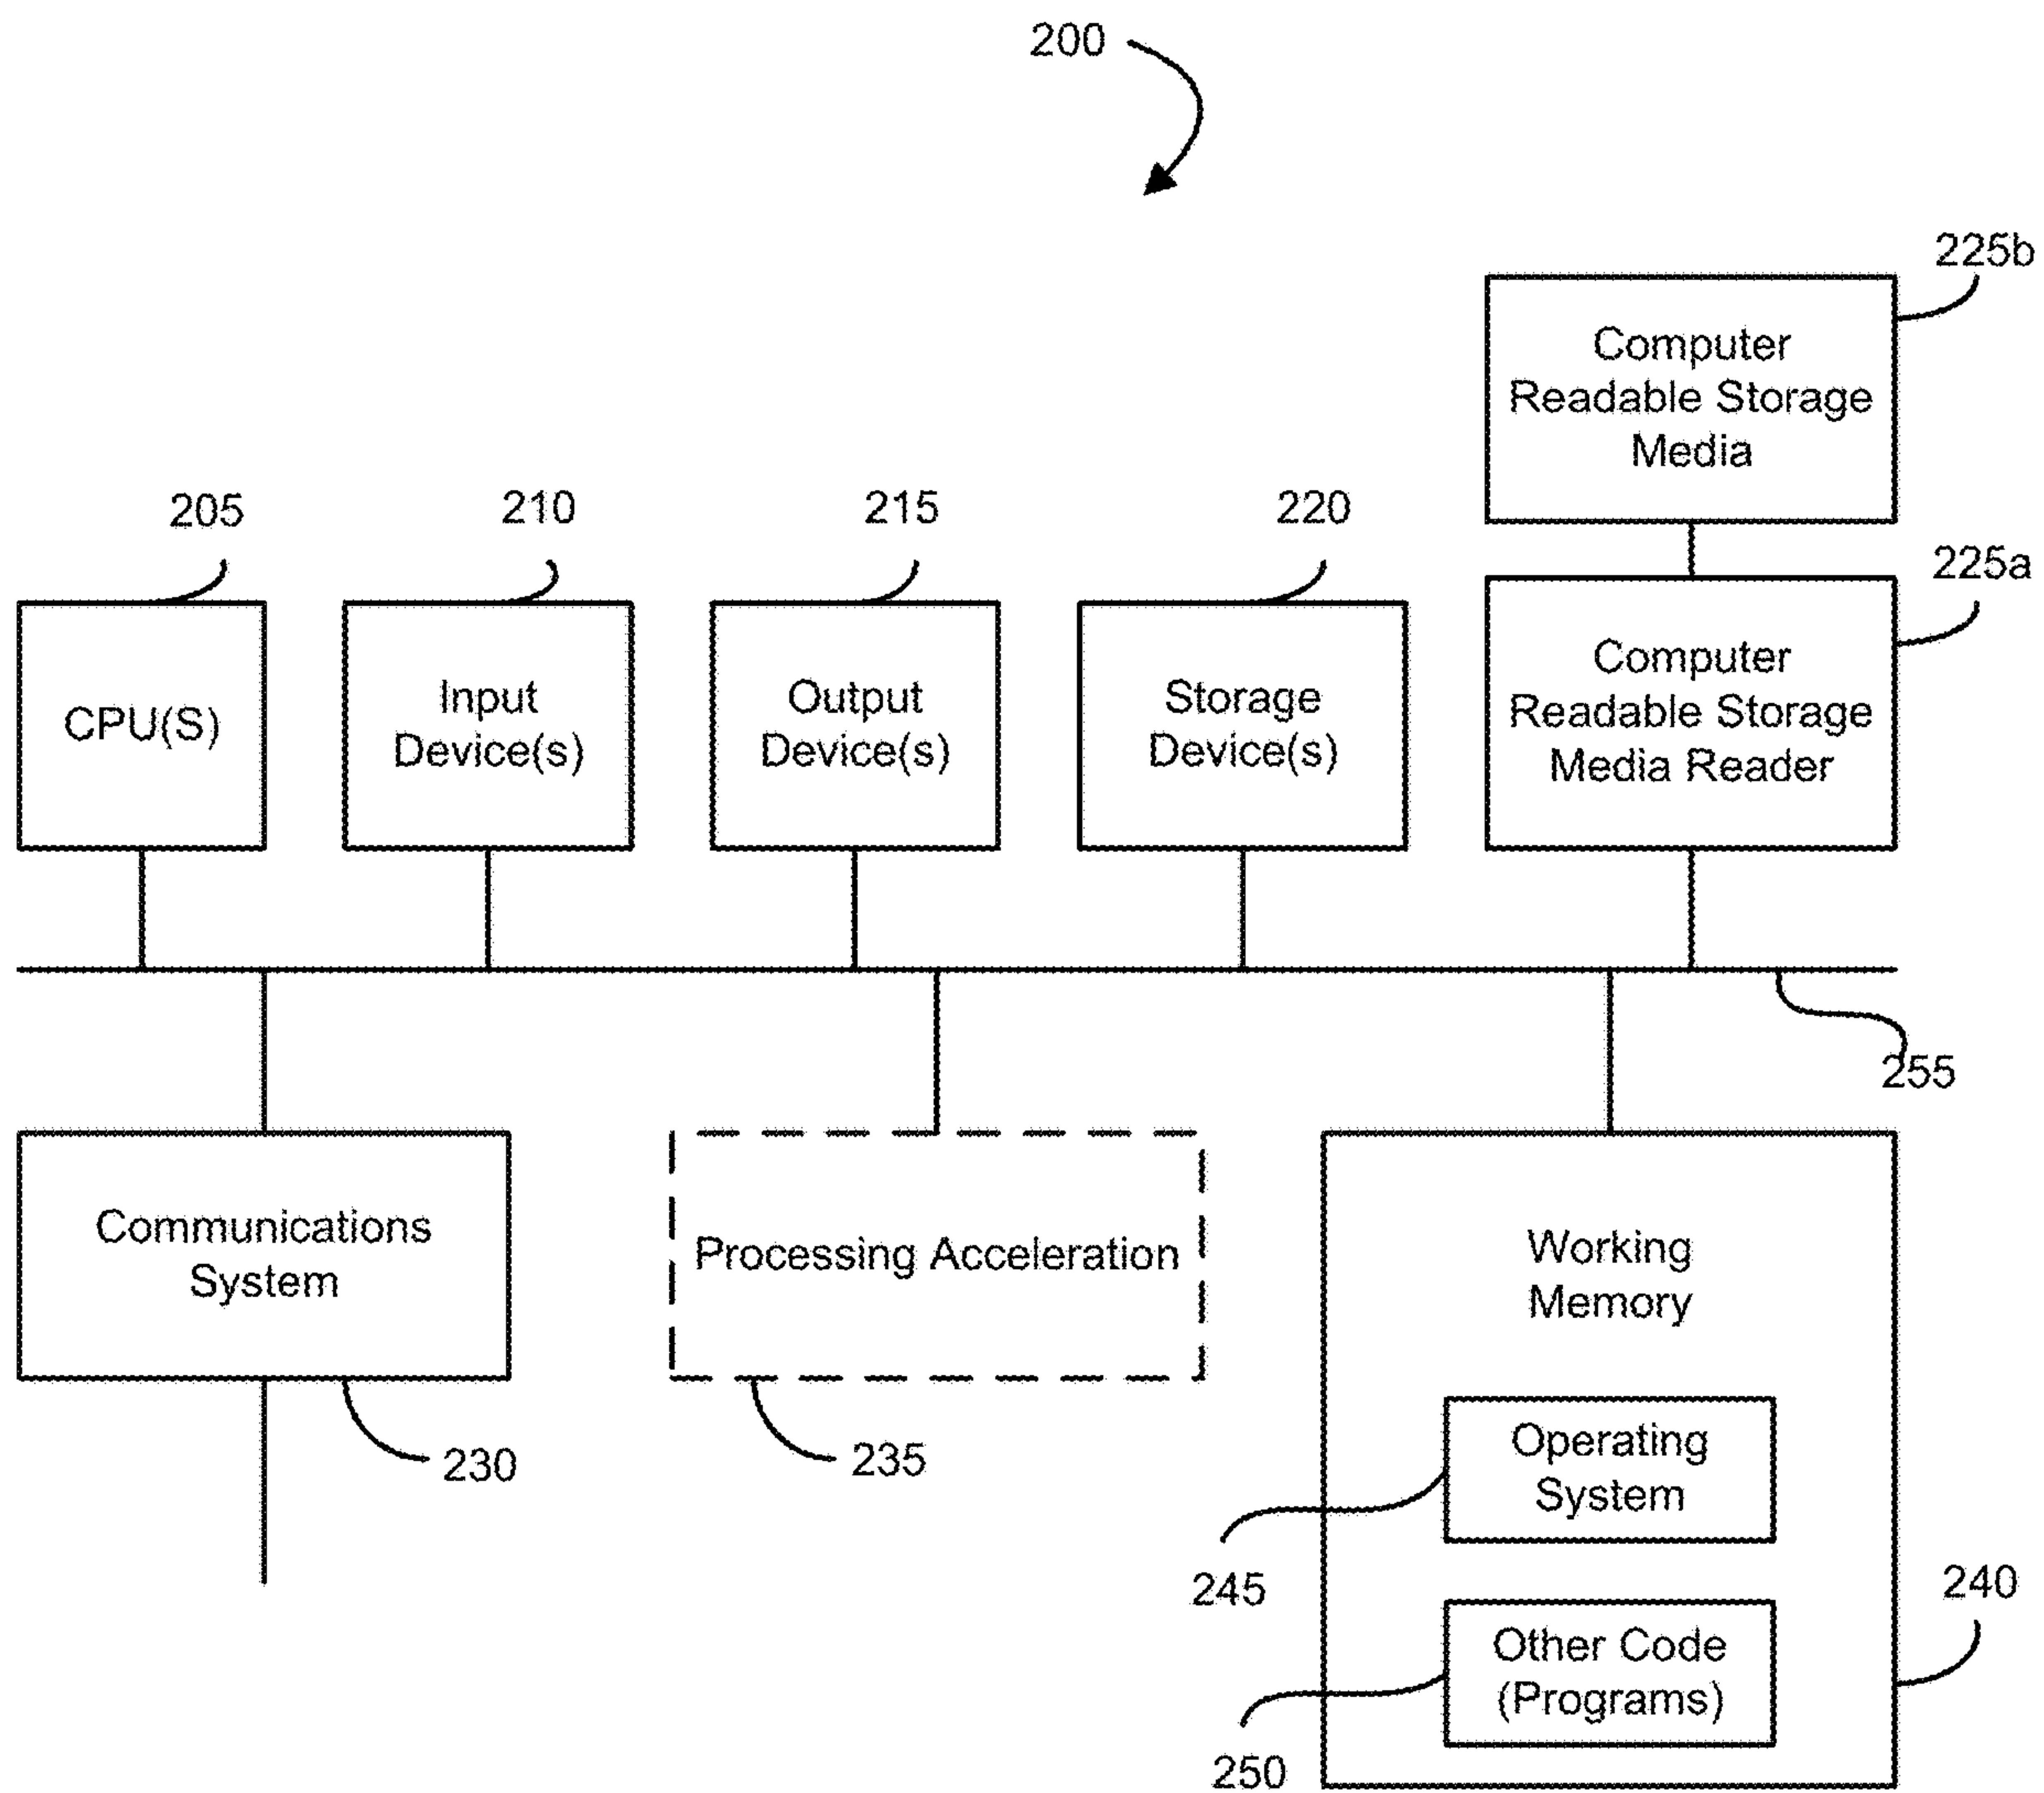 200
225b
Computer
Readable Storage
Media
205
210
215
220
225a
CPU(S)
Input
Device(s)
Output
Device(s)
Storage
Device(s)
Computer
Readable Storage
Media Reader
255
Communications
System
Processing Acceleration
Working
Memory
230
235
Operating
System
245
240
Other Code
(Programs)
250